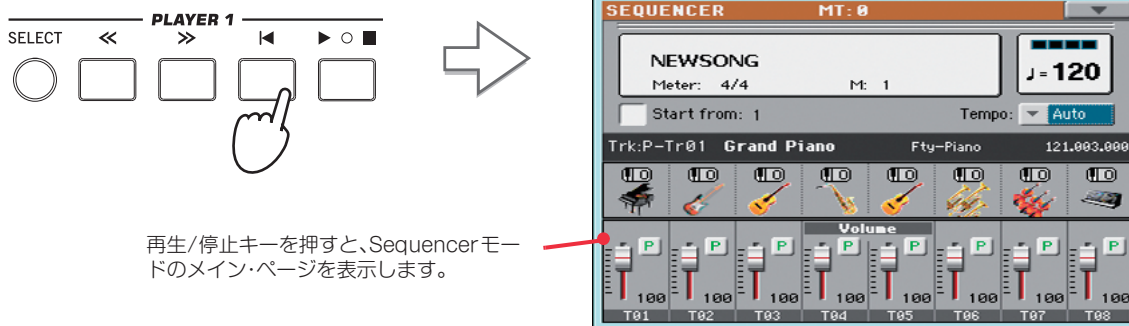 PLAYER 1
SELECT
SEQUENCER MT: 0
NEWSONG
Meter: 4/4 M: 1
♩=120
Start from: 1 Tempo: Auto
Trk:P-Tr01 Grand Piano Fty-Piano 121.003.000
Volume
P P P P P P P P
100 100 100 100 100 100 100 100
T01 T02 T03 T04 T05 T06 T07 T08
再生/停止キーを押すと、Sequencerモー
ドのメイン・ページを表示します。